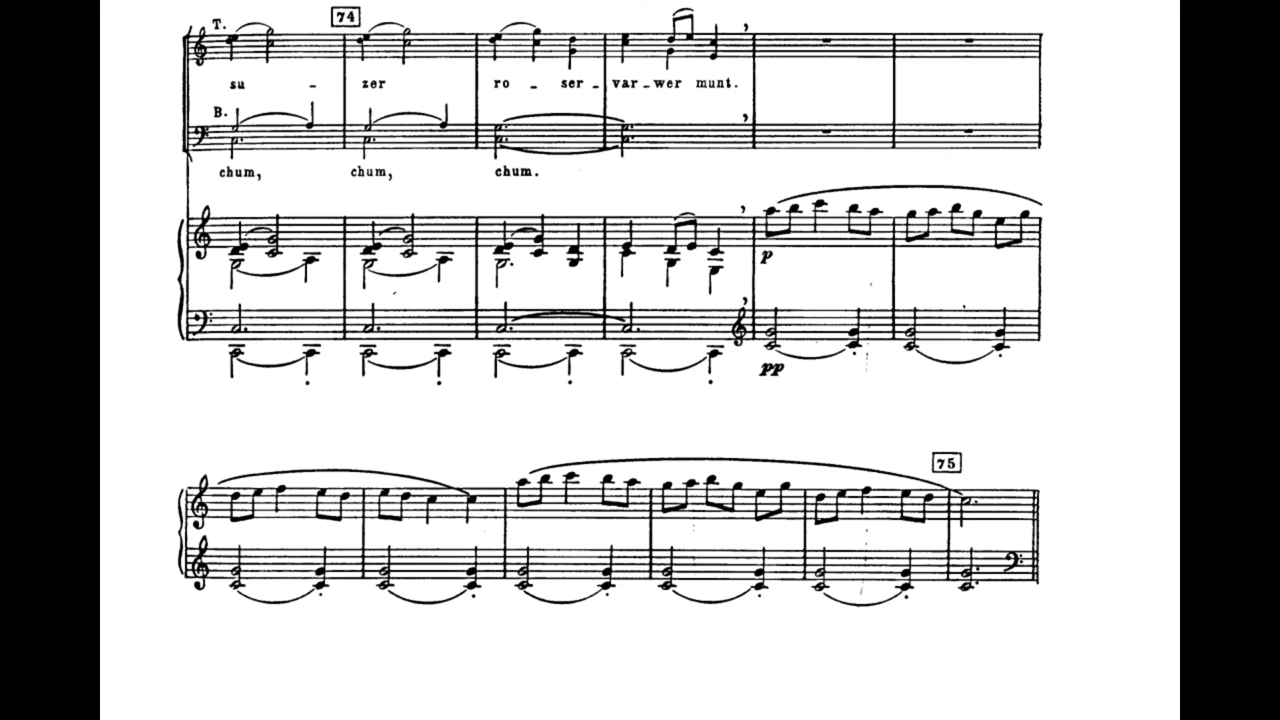 74
T.
su - zer ro - ser - var - wer munt.
B.
chum, chum, chum.
p
pp
75